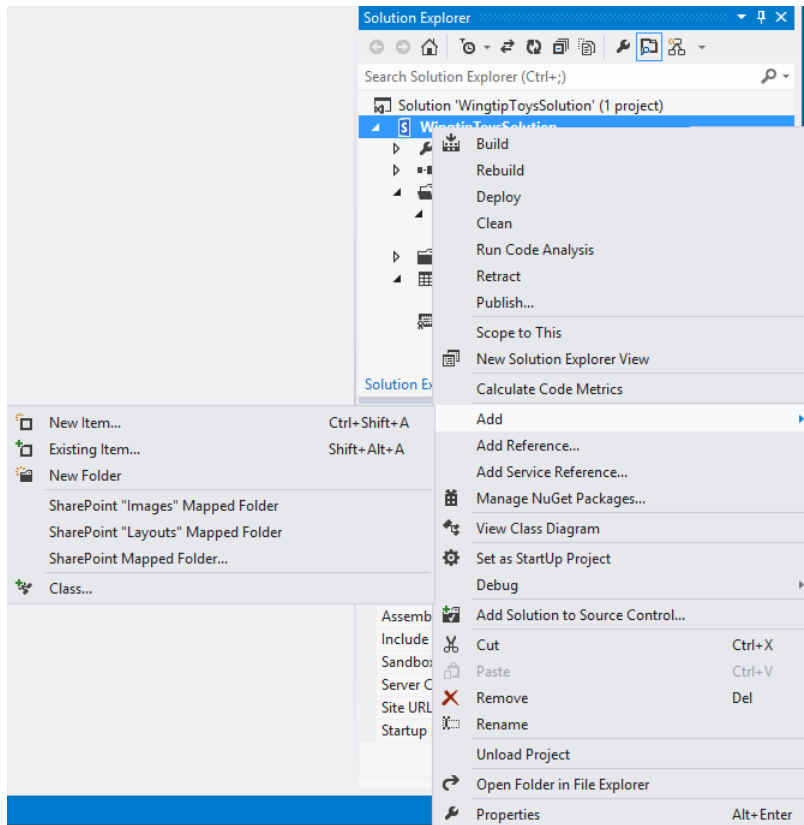 Solution Explorer
Search Solution Explorer (Ctrl+;)
Solution 'WingtipToysSolution' (1 project)
WingtipToysSolution
Build
Rebuild
Deploy
Clean
Run Code Analysis
Retract
Publish...
Scope to This
New Solution Explorer View
Solution Ex
Calculate Code Metrics
Add
New Item... Ctrl+Shift+A
Existing Item... Shift+Alt+A
New Folder
SharePoint "Images" Mapped Folder
SharePoint "Layouts" Mapped Folder
SharePoint Mapped Folder...
Class...
Add Reference...
Add Service Reference...
Manage NuGet Packages...
View Class Diagram
Set as StartUp Project
Debug
Add Solution to Source Control...
Cut Ctrl+X
Paste Ctrl+V
Remove Del
Rename
Unload Project
Open Folder in File Explorer
Properties Alt+Enter
Assemb
Include
Sandbox
Server C
Site URL
Startup